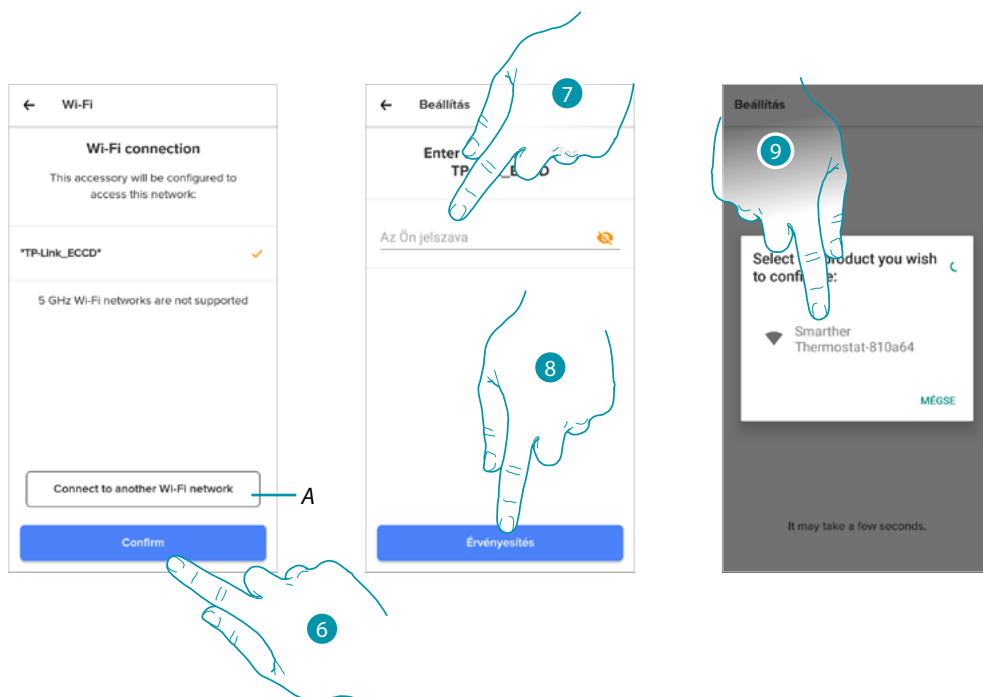 ← Wi-Fi
Wi-Fi connection
This accessory will be configured to
access this network:
"TP-Link_ECCD"
5 GHz Wi-Fi networks are not supported
Connect to another Wi-Fi network
A
Confirm
6
← Beállítás
7
Enter
TP
Az Ön jelszava
8
Érvényesítés
Beállítás
9
Select product you wish
to
Smarther
Thermostat-810a64
MÉGSE
It may take a few seconds.